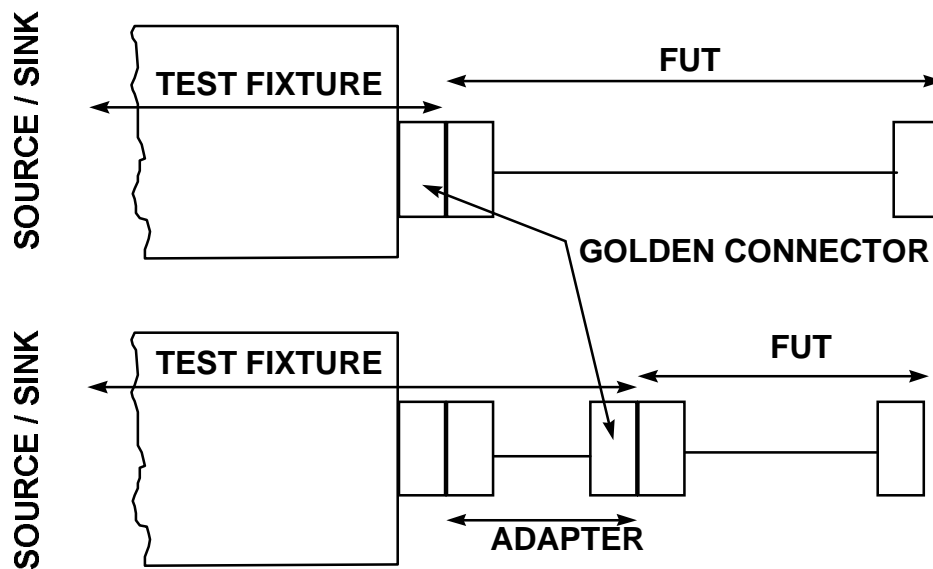 SOURCE / SINK
TEST FIXTURE
FUT
GOLDEN CONNECTOR
SOURCE / SINK
TEST FIXTURE
FUT
ADAPTER